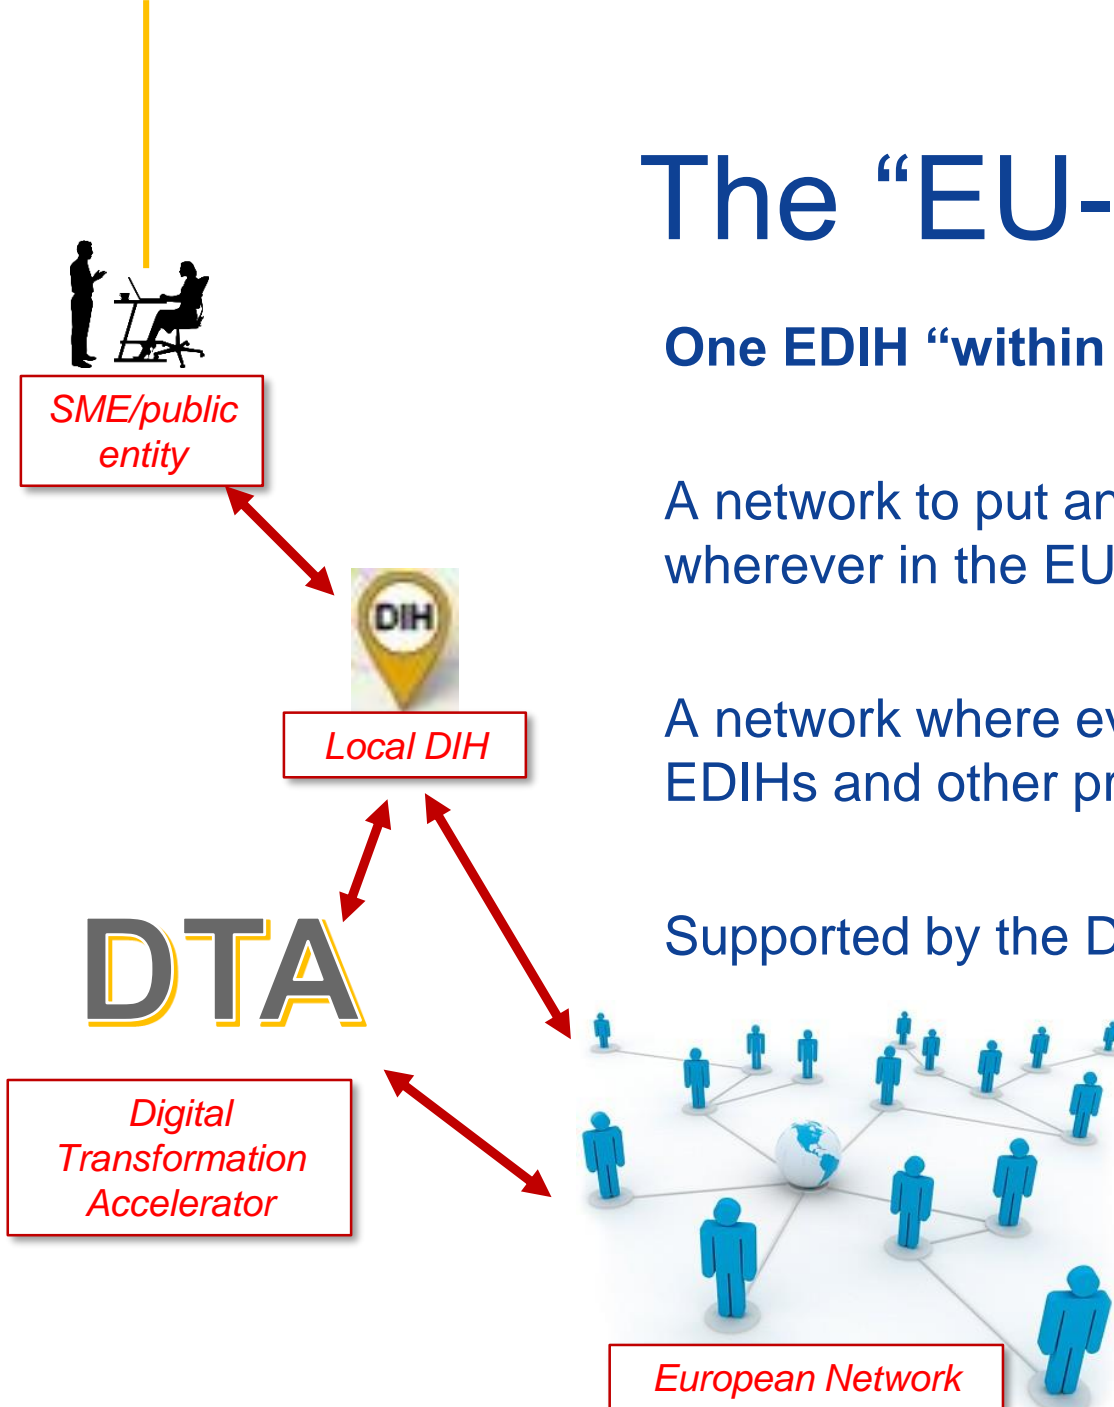 The “EU-
One EDIH “within
SME/public
entity
A network to put an
wherever in the EU
DIH
Local DIH
A network where ev
EDIHs and other pr
DTA
Supported by the D
Digital
Transformation
Accelerator
European Network